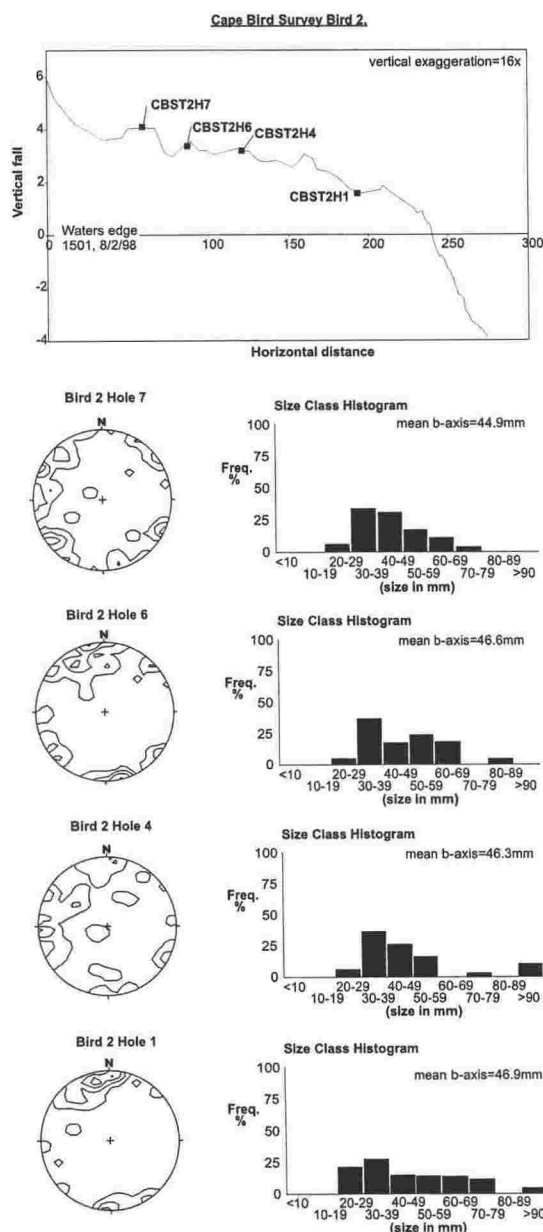 Cape Bird Survey Bird 2.
vertical exaggeration=16x
6
4
2
0
-2
-4
Vertical fall
CBST2H7
CBST2H6
CBST2H4
CBST2H1
Waters edge
1501, 8/2/98
0 50 100 150 200 250 300
Horizontal distance
Bird 2 Hole 7
N
Size Class Histogram
mean b-axis=44.9mm
100
75
Freq.
%
50
25
0
<10 20-29 40-49 60-69 80-89
10-19 30-39 50-59 70-79 >90
(size in mm)
Bird 2 Hole 6
N
Size Class Histogram
mean b-axis=46.6mm
100
75
Freq.
%
50
25
0
<10 20-29 40-49 60-69 80-89
10-19 30-39 50-59 70-79 >90
(size in mm)
Bird 2 Hole 4
N
Size Class Histogram
mean b-axis=46.3mm
100
75
Freq.
%
50
25
0
<10 20-29 40-49 60-69 80-89
10-19 30-39 50-59 70-79 >90
(size in mm)
Bird 2 Hole 1
N
Size Class Histogram
mean b-axis=46.9mm
100
75
Freq.
%
50
25
0
<10 20-29 40-49 60-69 80-89
10-19 30-39 50-59 70-79 >90
(size in mm)